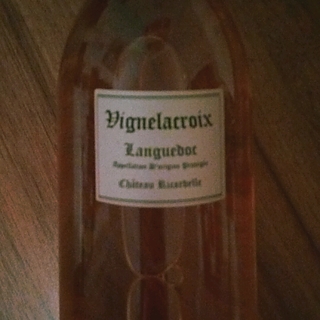 Vignelacroix
Languedoc
Appellation D'origine Protégée
Château Ricardelle